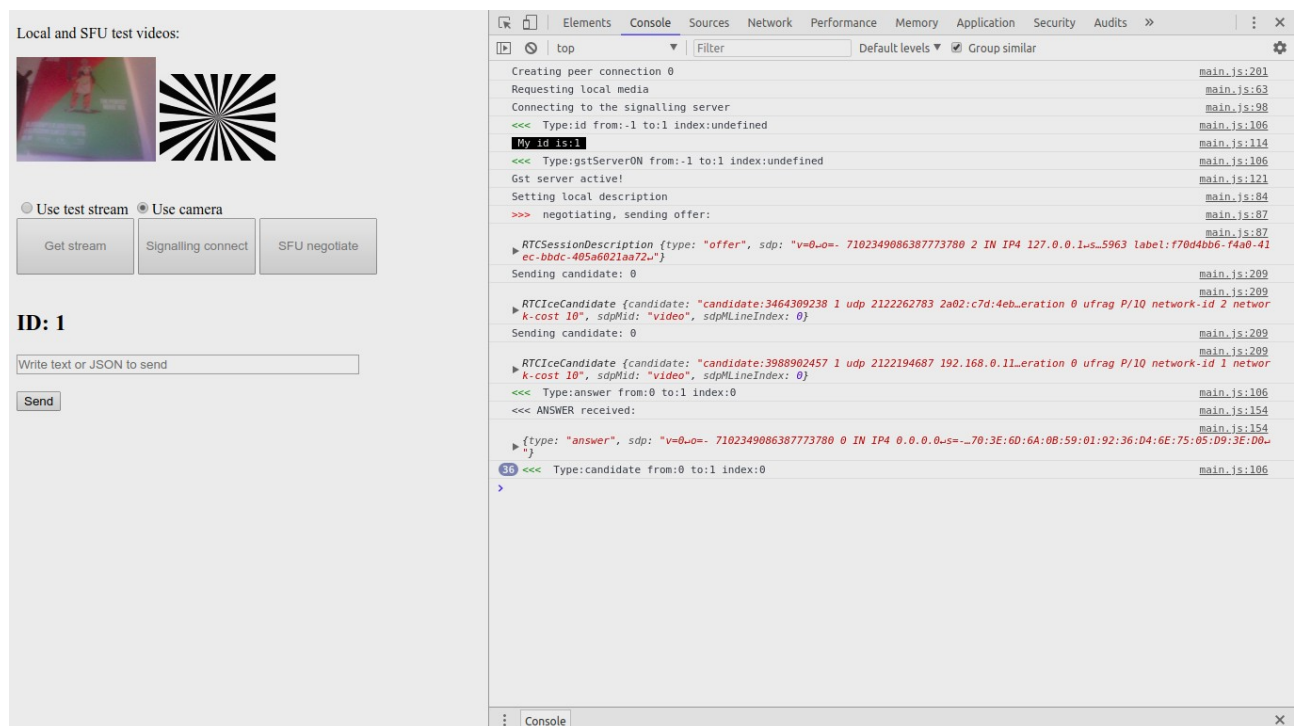 Local and SFU test videos:
Use test stream Use camera
Get stream Signalling connect SFU negotiate
ID: 1
Write text or JSON to send
Send
Elements Console Sources Network Performance Memory Application Security Audits »
top Filter Default levels Group similar
Creating peer connection 0 main.js:201
Requesting local media main.js:63
Connecting to the signalling server main.js:98
<<< Type:id from:-1 to:1 index:undefined main.js:106
My id is:1 main.js:114
<<< Type:gstServerON from:-1 to:1 index:undefined main.js:106
Gst server active! main.js:121
Setting local description main.js:84
>>> negotiating, sending offer: main.js:87
main.js:87
RTCSessionDescription {type: "offer", sdp: "v=0↵o=- 7102349086387773780 2 IN IP4 127.0.0.1↵s…5963 label:f70d4bb6-f4a0-41
ec-bbdc-405a6021aa72↵"}
Sending candidate: 0 main.js:209
main.js:209
RTCIceCandidate {candidate: "candidate:3464309238 1 udp 2122262783 2a02:c7d:4eb…eration 0 ufrag P/1Q network-id 2 networ
k-cost 10", sdpMid: "video", sdpMLineIndex: 0}
Sending candidate: 0 main.js:209
main.js:209
RTCIceCandidate {candidate: "candidate:3988902457 1 udp 2122194687 192.168.0.11…eration 0 ufrag P/1Q network-id 1 networ
k-cost 10", sdpMid: "video", sdpMLineIndex: 0}
<<< Type:answer from:0 to:1 index:0 main.js:106
<<< ANSWER received: main.js:154
main.js:154
{type: "answer", sdp: "v=0↵o=- 7102349086387773780 0 IN IP4 0.0.0.0↵s=-…70:3E:6D:6A:0B:59:01:92:36:D4:6E:75:05:D9:3E:D0↵
"}
36 <<< Type:candidate from:0 to:1 index:0 main.js:106
>
Console